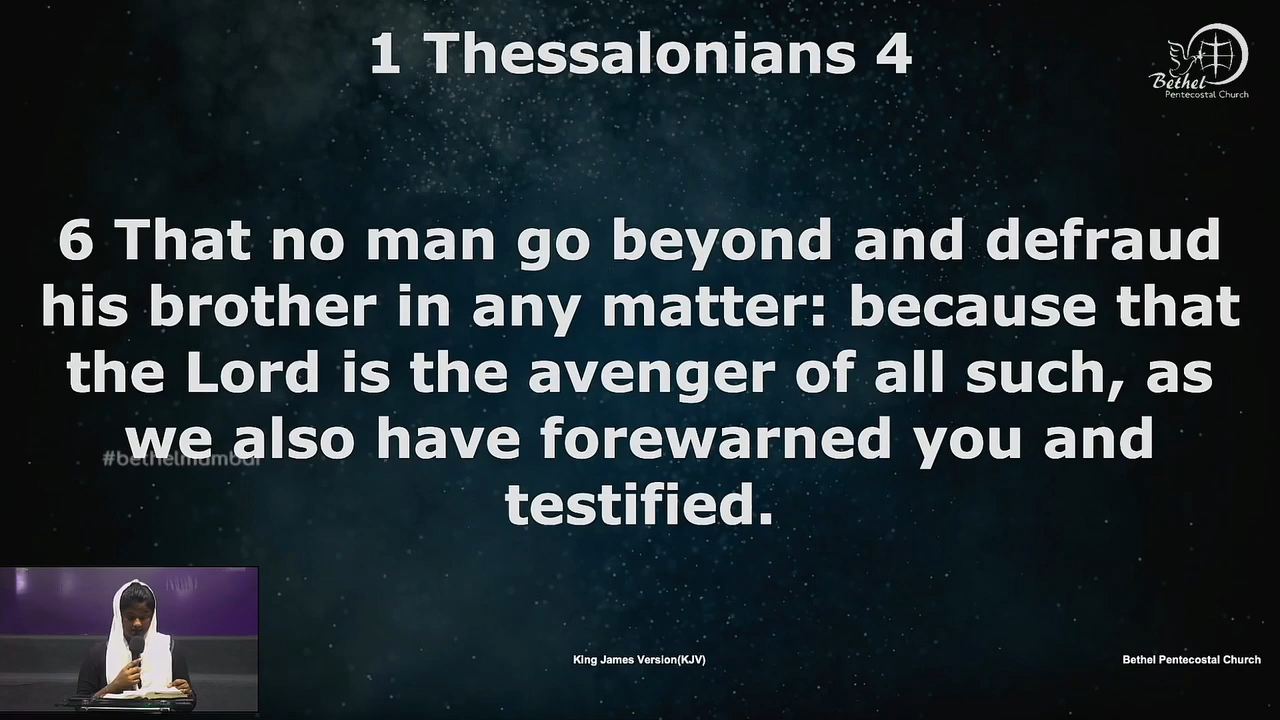 1 Thessalonians 4
Bethel
Pentecostal Church
6 That no man go beyond and defraud
his brother in any matter: because that
the Lord is the avenger of all such, as
we also have forewarned you and
#bethelmumbai
testified.
King James Version(KJV)
Bethel Pentecostal Church